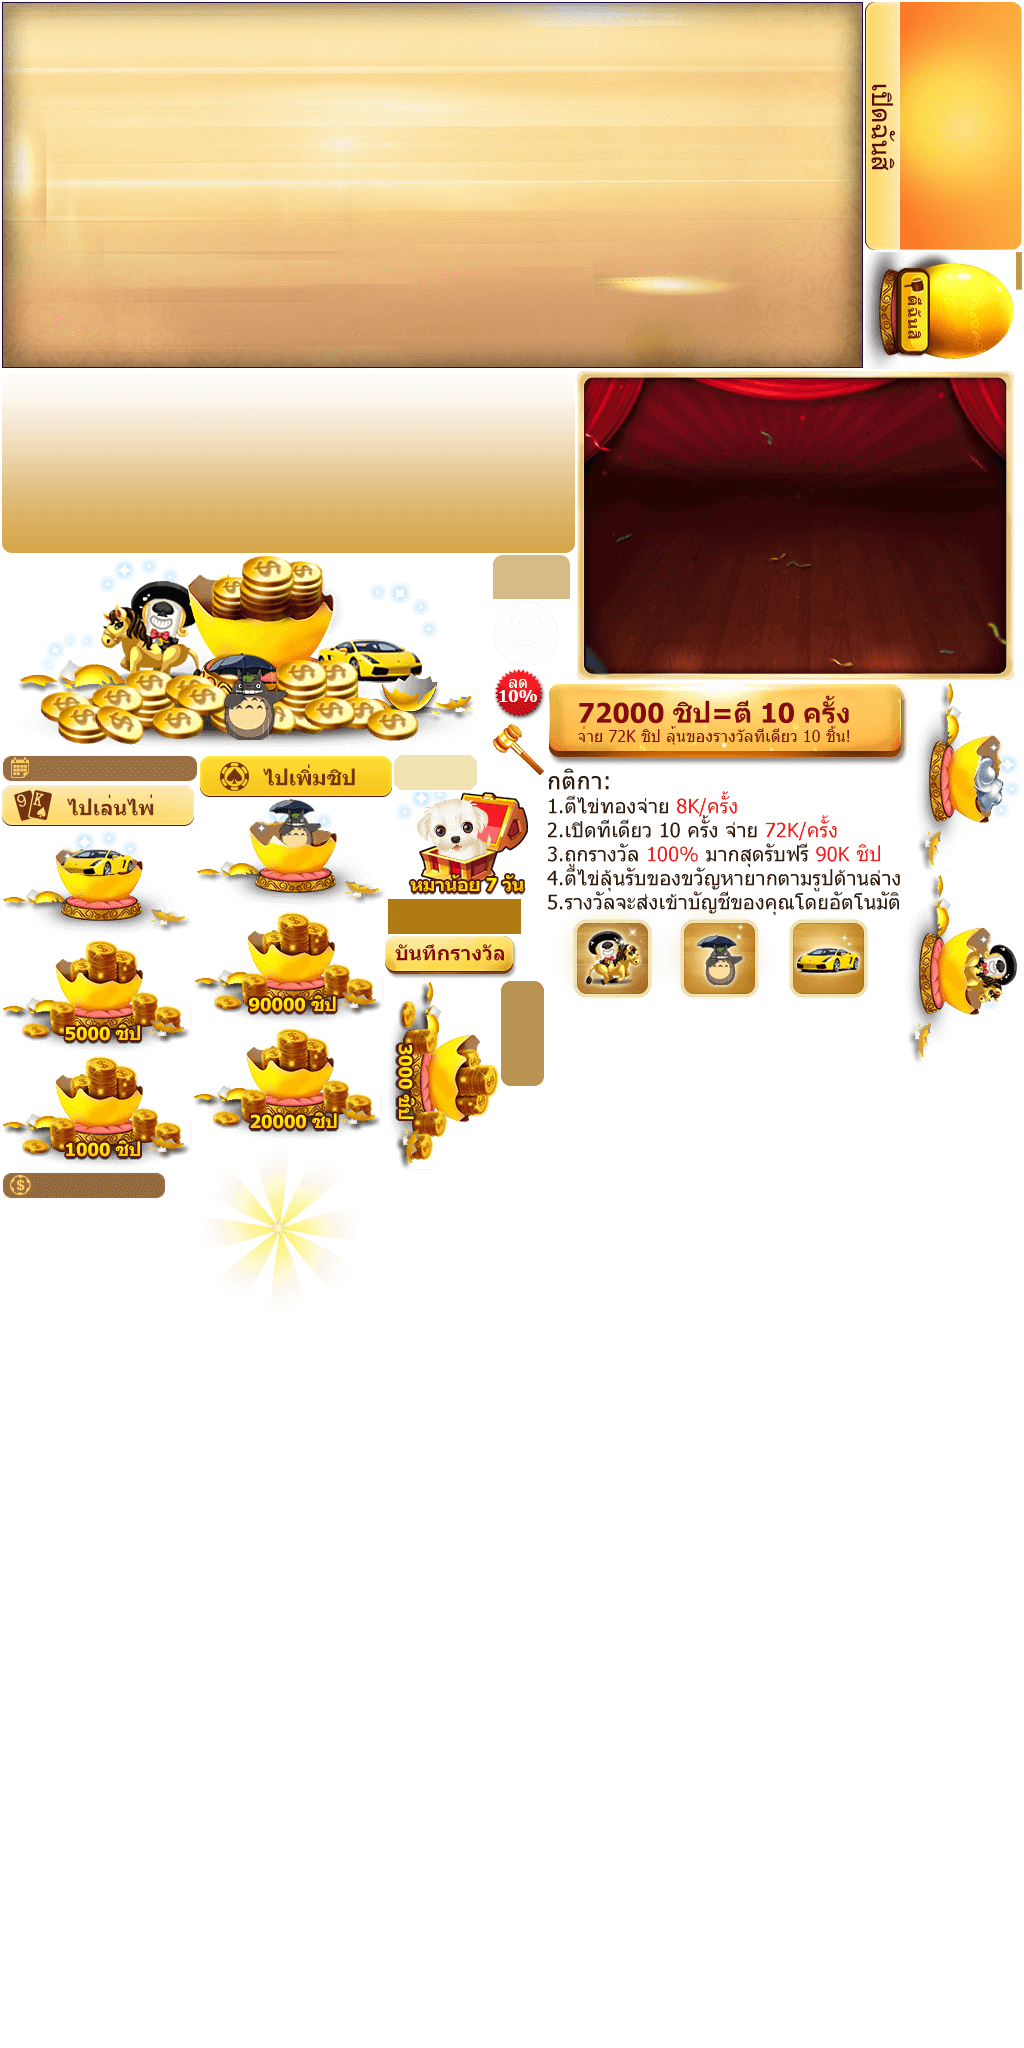 เปิดฉันสิ
ตีฉันสิ
ลด
10%
72000 ชิป=ตี 10 ครั้ง
จ่าย 72K ชิป ลุ้นของรางวัลทีเดียว 10 ชิ้น!
ไปเพิ่มชิป
9 K ไปเล่นไพ่
กติกา:
1.ตีไข่ทองจ่าย 8K/ครั้ง
2.เปิดทีเดียว 10 ครั้ง จ่าย 72K/ครั้ง
3.ถูกรางวัล 100% มากสุดรับฟรี 90K ชิป
4.ตีไข่ลุ้นรับของขวัญหายากตามรูปด้านล่าง
5.รางวัลจะส่งเข้าบัญชีของคุณโดยอัตโนมัติ
หมาน้อย 7 วัน
บันทึกรางวัล
90000 ชิป
5000 ชิป
3000 ชิป
20000 ชิป
1000 ชิป